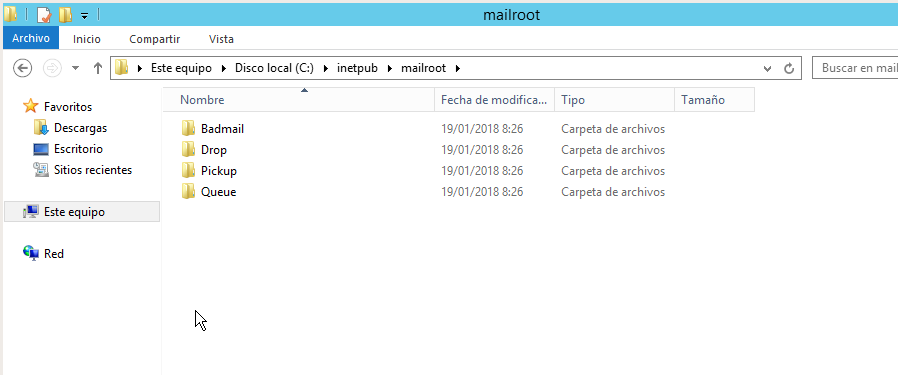 mailroot
Archivo Inicio Compartir Vista
Este equipo Disco local (C:) inetpub mailroot Buscar en mail
Nombre Fecha de modifica... Tipo Tamaño
Favoritos
Descargas
Escritorio
Sitios recientes
Este equipo
Red
Badmail 19/01/2018 8:26 Carpeta de archivos
Drop 19/01/2018 8:26 Carpeta de archivos
Pickup 19/01/2018 8:26 Carpeta de archivos
Queue 19/01/2018 8:26 Carpeta de archivos